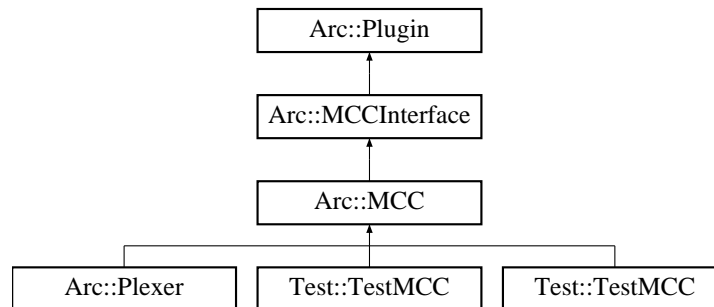 Arc::Plugin
Arc::MCCInterface
Arc::MCC
Arc::Plexer
Test::TestMCC
Test::TestMCC